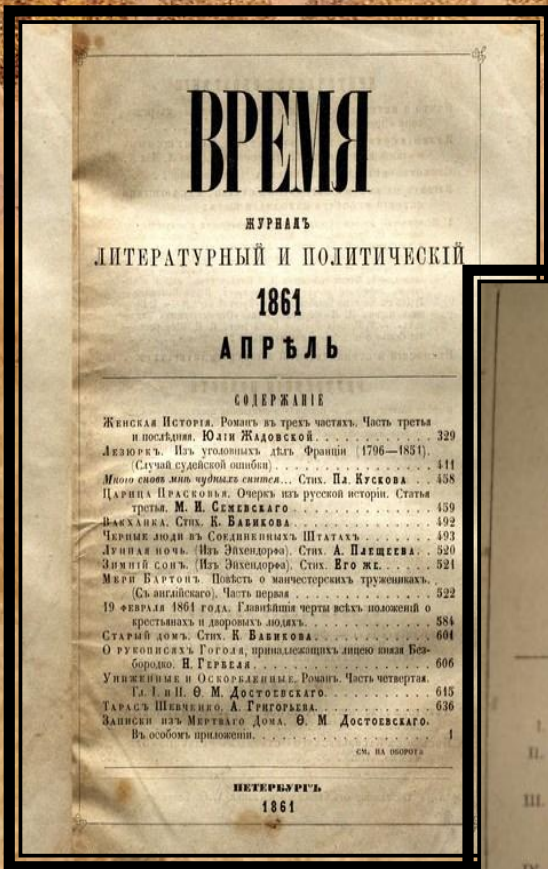 ВРЕМЯ
ЖУРНАЛЪ
ЛИТЕРАТУРНЫЙ И ПОЛИТИЧЕСКІЙ
1861
АПРѢЛЬ
СОДЕРЖАНІЕ
Женская Исторія. Романъ въ трехъ частяхъ. Часть третья
и послѣдняя. Юліи Жадовской . . . . . . . . . . . 329
Лезюркъ. Изъ уголовныхъ дѣлъ Франціи (1796—1851).
(Случай судейской ошибки) . . . . . . . . . . . . 411
Много сновъ мнѣ чудныхъ снится... Стих. Пл. Кускова . . 458
Царица Прасковья. Очеркъ изъ русской исторіи. Статья
третья. М. И. Семевскаго . . . . . . . . . . . . 459
Вакханка. Стих. К. Бабикова . . . . . . . . . . . . 492
Черные люди въ Соединенныхъ Штатахъ . . . . . . . 493
Лунная ночь. (Изъ Эйхендорфа). Стих. А. Плещеева . . 520
Зимній сонъ. (Изъ Эйхендорфа). Стих. Его же . . . . . 521
Мери Бартонъ. Повѣсть о манчестерскихъ труженикахъ.
(Съ англійскаго). Часть первая . . . . . . . . . . 522
19 февраля 1861 года. Главнѣйшія черты всѣхъ положеній о
крестьянахъ и дворовыхъ людяхъ . . . . . . . . . . 584
Старый домъ. Стих. К. Бабикова . . . . . . . . . . . 604
О рукописяхъ Гоголя, принадлежащихъ лицею князя Без-
бородко. Н. Гербеля . . . . . . . . . . . . . . 606
Униженные и Оскорбленные. Романъ. Часть четвертая.
Гл. I. и II. Ѳ. М. Достоевскаго . . . . . . . . . . 615
Тарасъ Шевченко. А. Григорьева . . . . . . . . . . . 636
Записки изъ Мертваго Дома. Ѳ. М. Достоевскаго.
Въ особомъ приложеніи . . . . . . . . . . . . . . 1
СМ. НА ОБОРОТѢ
ПЕТЕРБУРГЪ
1861
I.
II.
III.